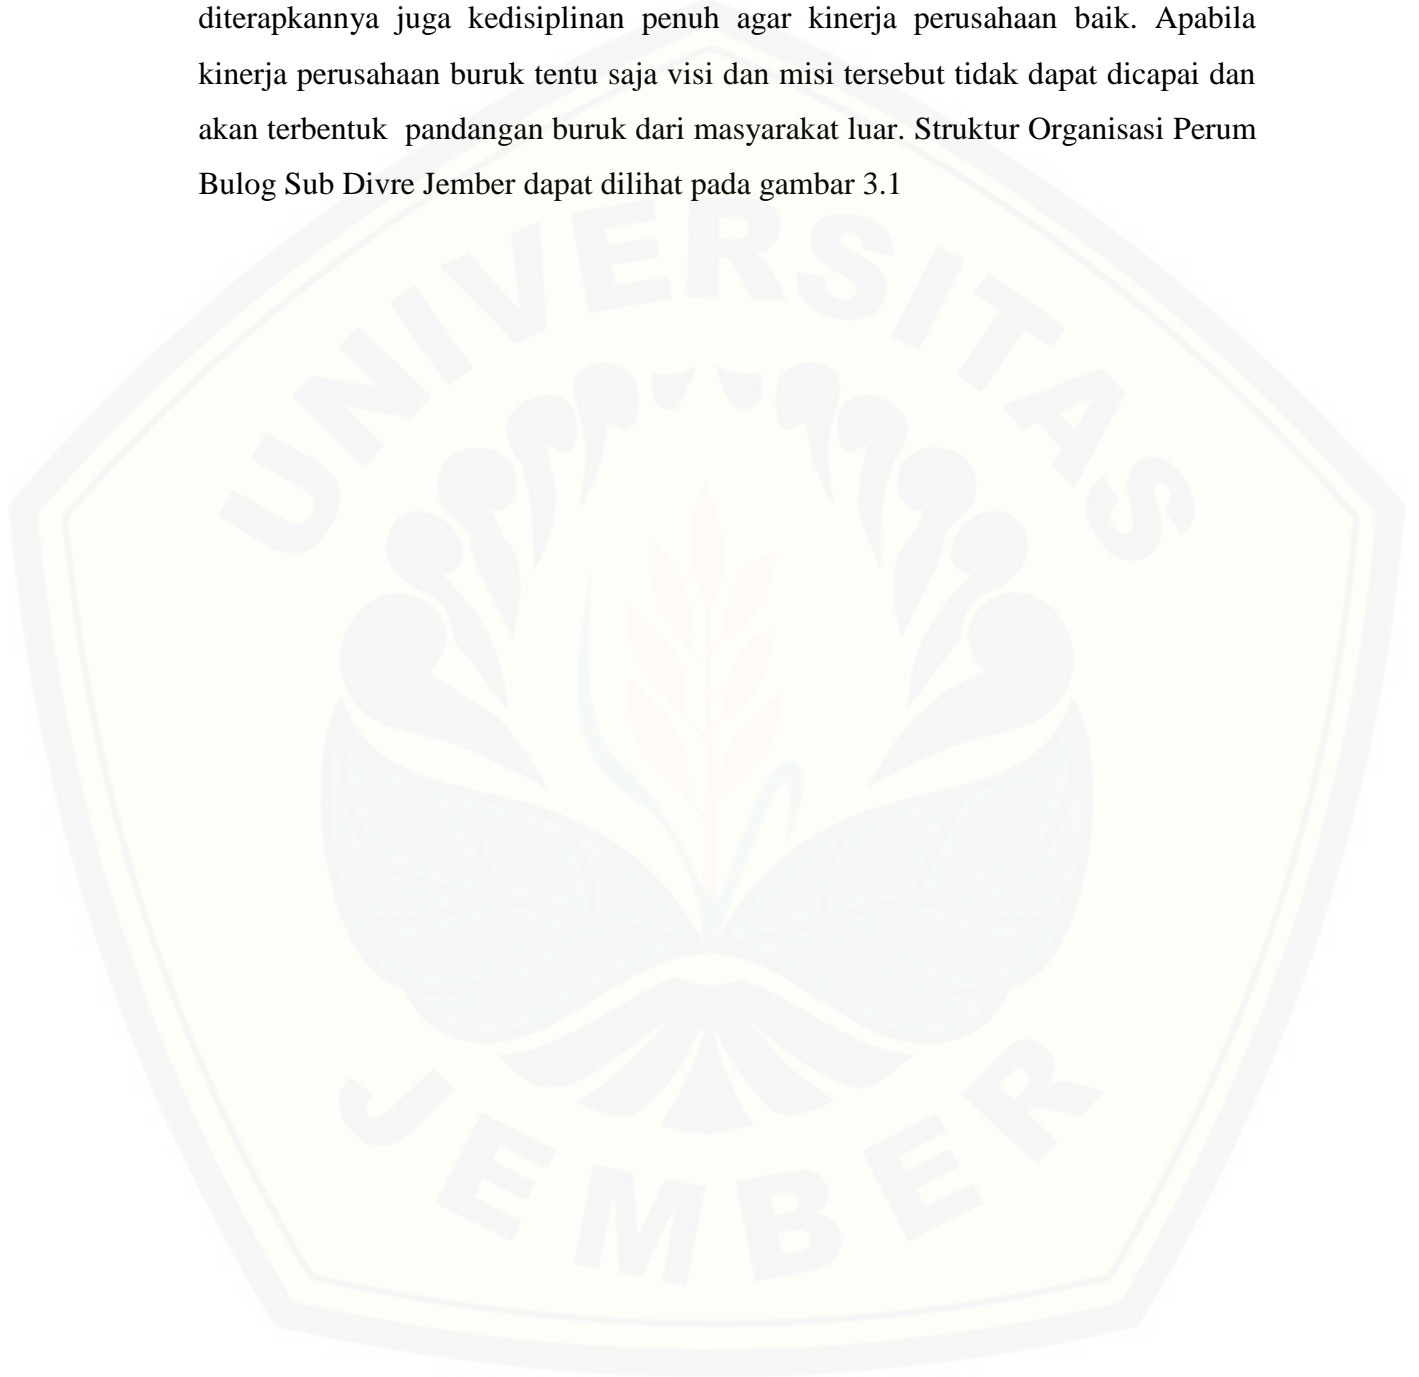 diterapkannya juga kedisiplinan penuh agar kinerja perusahaan baik. Apabila
kinerja perusahaan buruk tentu saja visi dan misi tersebut tidak dapat dicapai dan
akan terbentuk  pandangan buruk dari masyarakat luar. Struktur Organisasi Perum
Bulog Sub Divre Jember dapat dilihat pada gambar 3.1
UNIVERSITAS
JEMBER